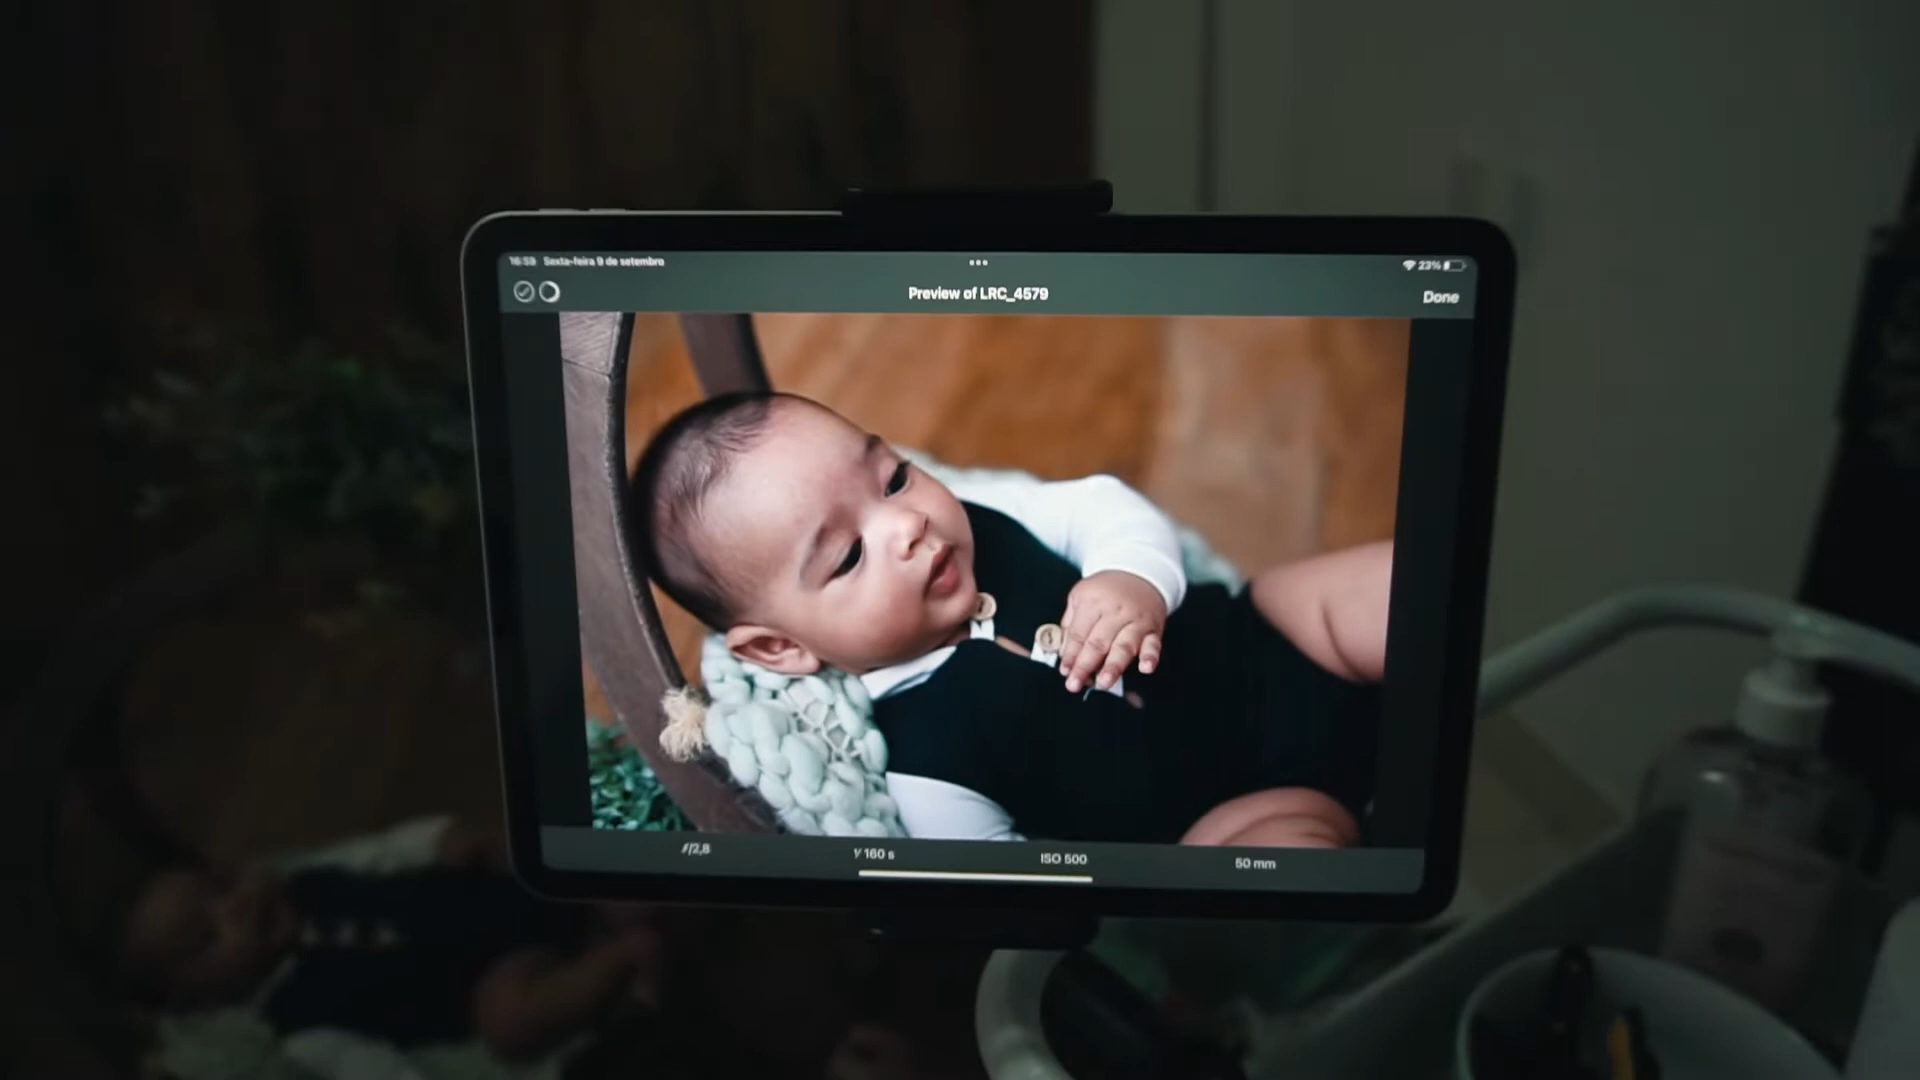 16:59 Sexta-feira 9 de setembro
23%
Preview of LRC_4579
Done
f/2,8
1/160 s
ISO 500
50 mm